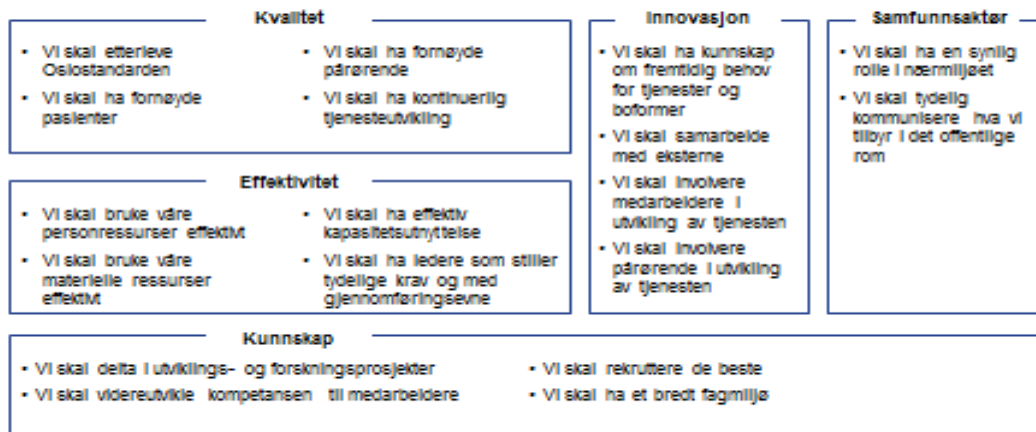 Kvalitet
• Vi skal etterleve
Oslostandarden
• Vi skal ha fornøyde
pasienter
• Vi skal ha fornøyde
pårørende
• Vi skal ha kontinuerlig
tjenesteutvikling
Effektivitet
• Vi skal bruke våre
personressurser effektivt
• Vi skal bruke våre
materielle ressurser
effektivt
• Vi skal ha effektiv
kapasitetsutnyttelse
• Vi skal ha ledere som stiller
tydelige krav og med
gjennomføringsevne
Innovasjon
• Vi skal ha kunnskap
om fremtidig behov
for tjenester og
boformer
• Vi skal samarbeide
med eksterne
• Vi skal involvere
medarbeidere i
utvikling av tjenesten
• Vi skal involvere
pårørende i utvikling
av tjenesten
Samfunnsaktør
• Vi skal ha en synlig
rolle i nærmiljøet
• Vi skal tydelig
kommunisere hva vi
tilbyr i det offentlige
rom
Kunnskap
• Vi skal delta i utviklings- og forskningsprosjekter
• Vi skal videreutvikle kompetansen til medarbeidere
• Vi skal rekruttere de beste
• Vi skal ha et bredt fagmiljø